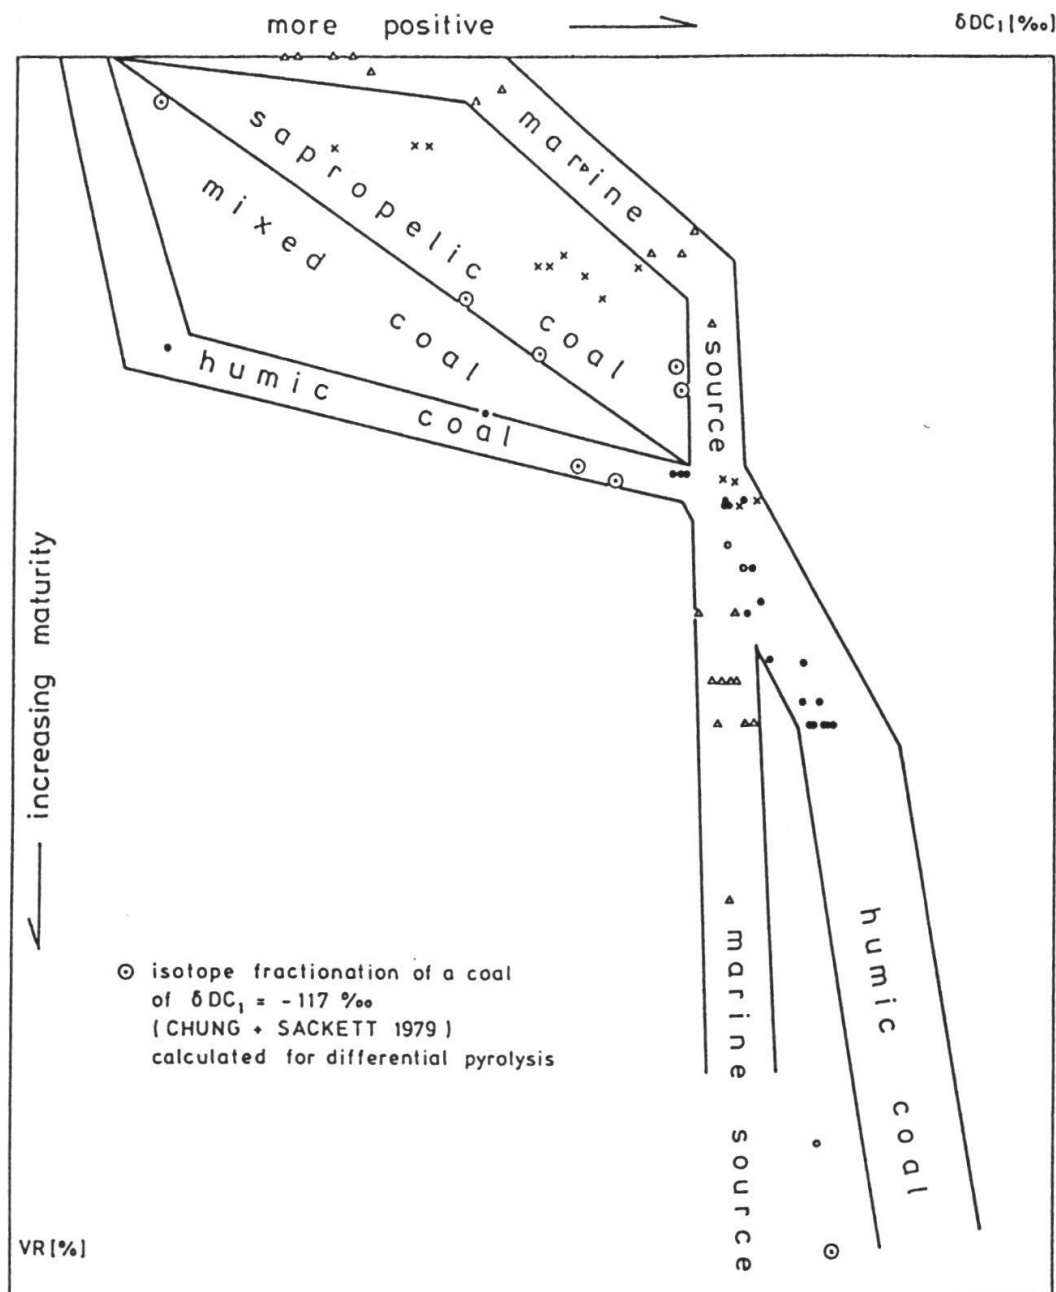 more positive
δDC₁ [‰]
marine
sapropelic
mixed
coal
coal
humic coal
source
increasing maturity
humic coal
marine source
isotope fractionation of a coal
of δDC₁ = -117 ‰
(CHUNG + SACKETT 1979)
calculated for differential pyrolysis
VR [%]